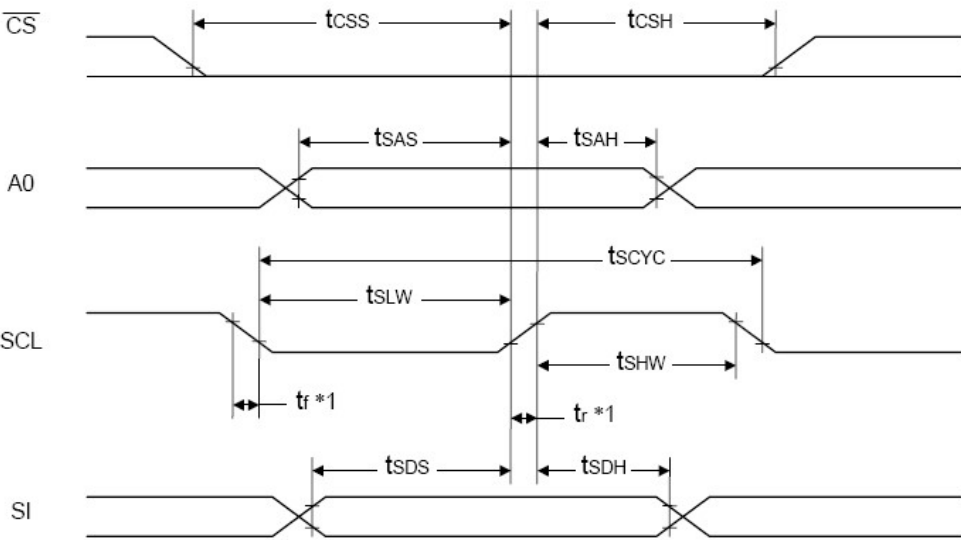 CS tCSS tCSH
A0 tSAS tSAH
tSCYC
tSLW
SCL tSHW
tf *1 tr *1
SI tSDS tSDH